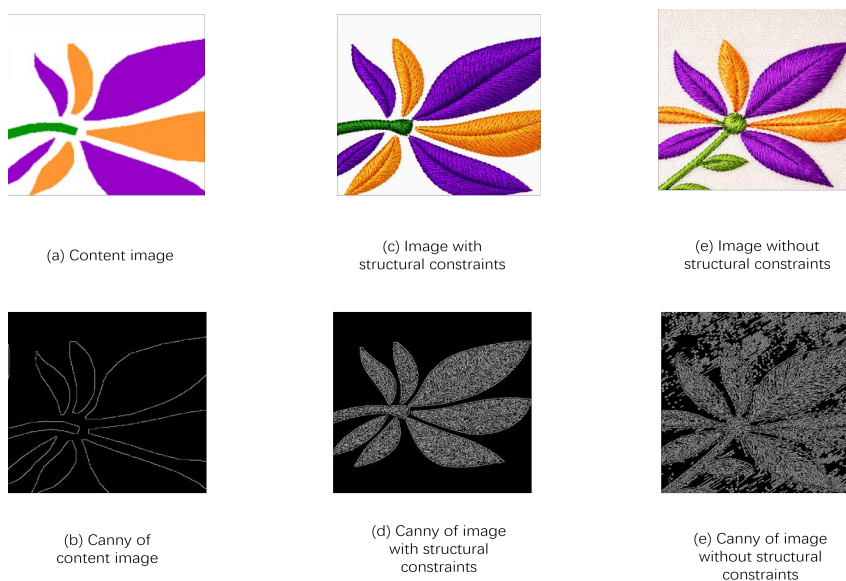 (a) Content image
(c) Image with
structural constraints
(e) Image without
structural constraints
(b) Canny of
content image
(d) Canny of image
with structural
constraints
(e) Canny of image
without structural
constraints